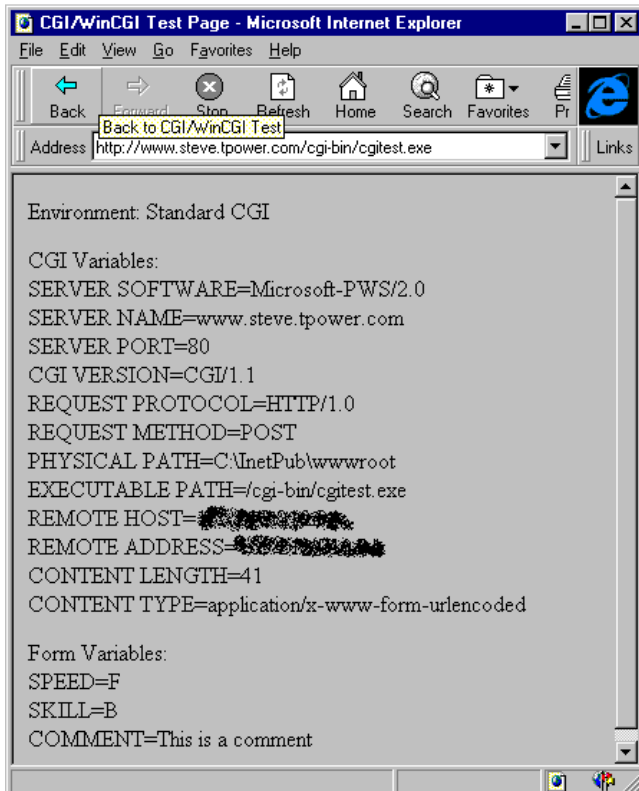 CGI/WinCGI Test Page - Microsoft Internet Explorer
File Edit View Go Favorites Help
Back Forward Stop Refresh Home Search Favorites Pr
Back to CGI/WinCGI Test
Address http://www.steve.tpower.com/cgi-bin/cgitest.exe Links
Environment: Standard CGI
CGI Variables:
SERVER SOFTWARE=Microsoft-PWS/2.0
SERVER NAME=www.steve.tpower.com
SERVER PORT=80
CGI VERSION=CGI/1.1
REQUEST PROTOCOL=HTTP/1.0
REQUEST METHOD=POST
PHYSICAL PATH=C:\InetPub\wwwroot
EXECUTABLE PATH=/cgi-bin/cgitest.exe
REMOTE HOST=
REMOTE ADDRESS=
CONTENT LENGTH=41
CONTENT TYPE=application/x-www-form-urlencoded
Form Variables:
SPEED=F
SKILL=B
COMMENT=This is a comment